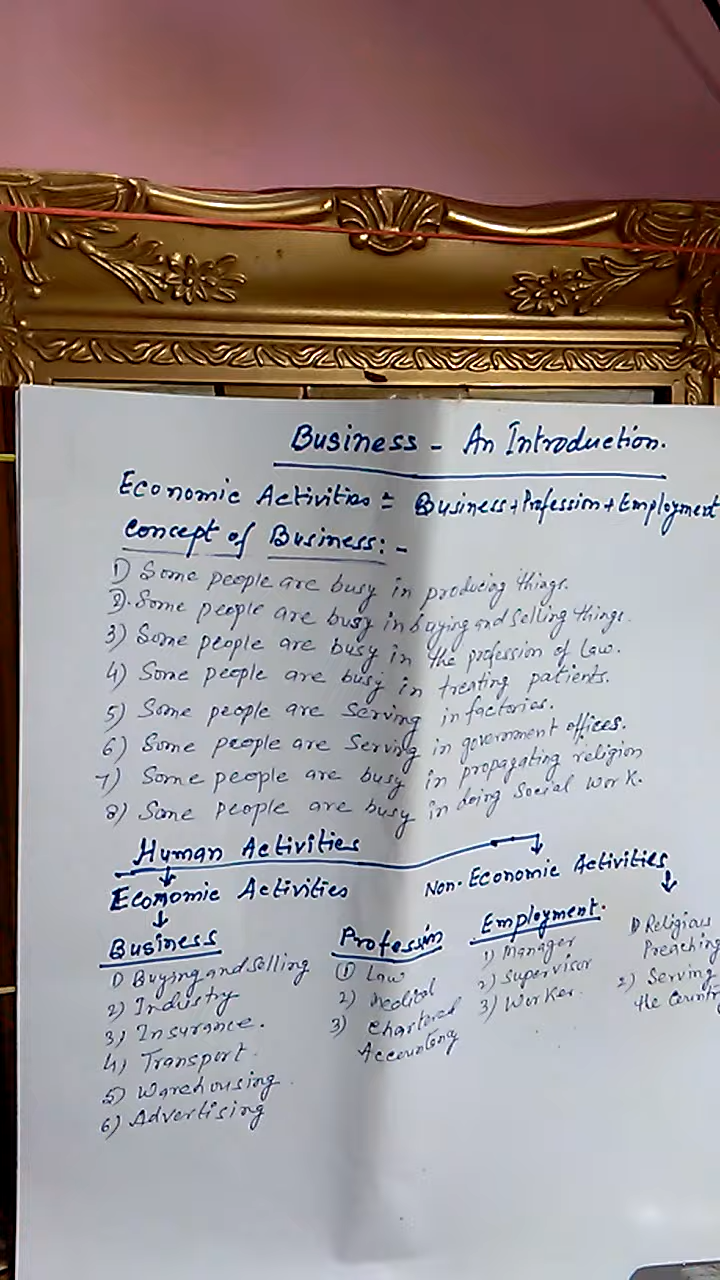 Business - An Introduction.
Economic Activities = Business + Profession + Employment
Concept of Business: -
1) Some people are busy in producing things.
2). Some people are busy in buying and selling things.
3) Some people are busy in the profession of law.
4) Some people are busy in treating patients.
5) Some people are serving in factories.
6) Some people are serving in government offices.
7) Some people are busy in propagating religion
8) Some people are busy in doing social work.
Human Activities
Economic Activities
Non-Economic Activities
Business
1) Buying and selling
2) Industry
3) Insurance.
4) Transport.
5) Warehousing.
6) Advertising
Profession
1) Law
2) Medical
3) Chartered
Accountancy
Employment.
1) Manager
2) Supervisor
3) Worker.
1) Religious
Preaching
2) Serving
the Country